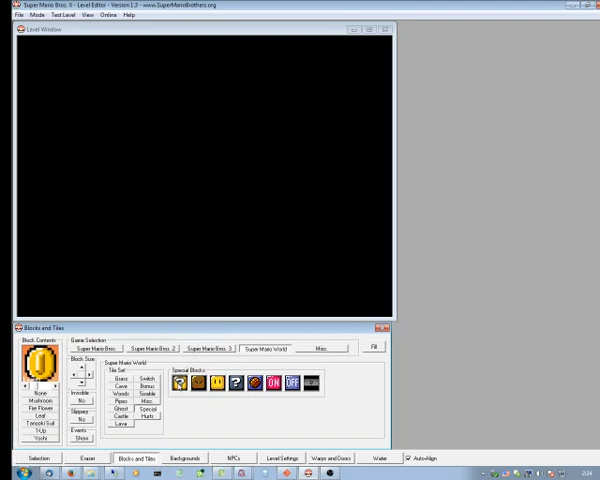 Super Mario Bros. X - Level Editor - Version 1.3 - www.SuperMarioBrothers.org
File Mode Test Level View Online Help
Level Window
Blocks and Tiles
Block Contents
None
Mushroom
Fire Flower
Leaf
Tanooki Suit
1-Up
Yoshi
Game Selection
Super Mario Bros. Super Mario Bros. 2 Super Mario Bros. 3 Super Mario World Misc. Fill
Block Size
Invisible
No
Slippery
No
Events
Show
Super Mario World
Tile Set
Grass Switch
Cave Bonus
Woods Sizable
Pipes Misc.
Ghost Special
Castle Hurts
Lava
Special Blocks
ON OFF
Selection Eraser Blocks and Tiles Backgrounds NPCs Level Settings Warps and Doors Water Auto-Align
2:24